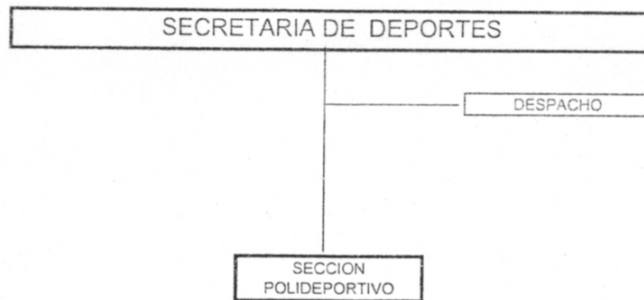 SECRETARIA DE DEPORTES
DESPACHO
SECCION
POLIDEPORTIVO